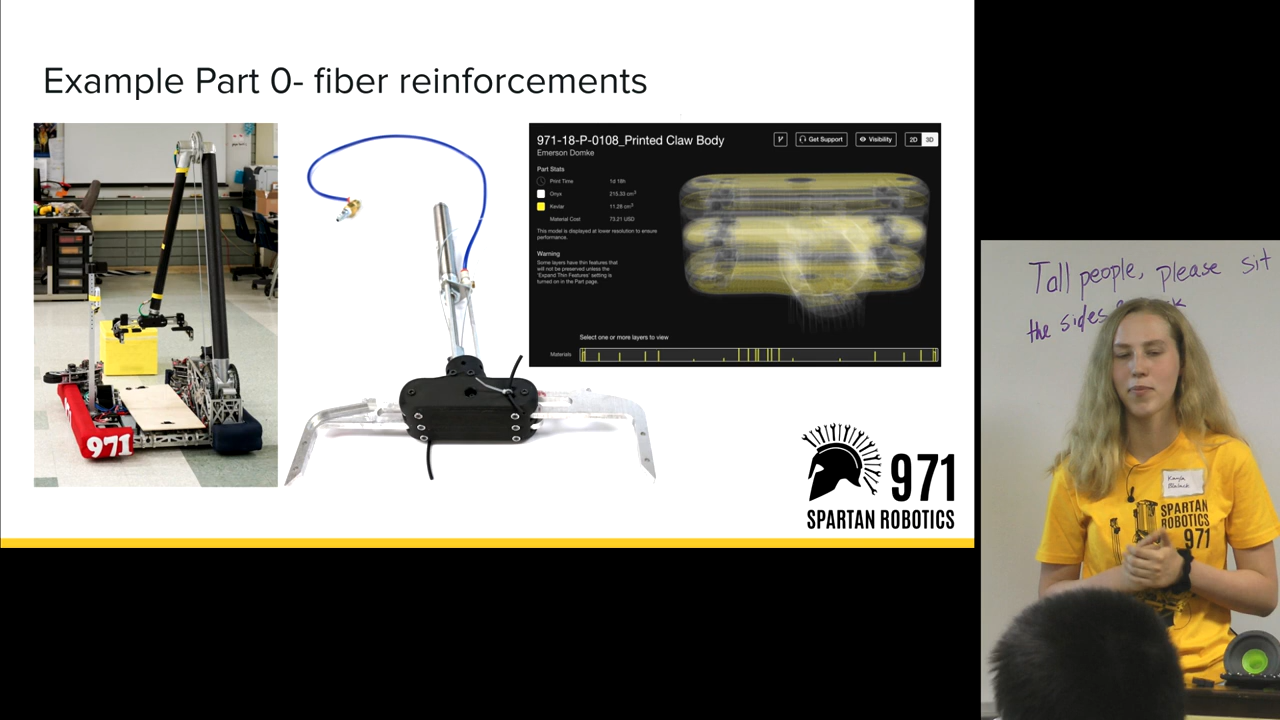 Example Part 0- fiber reinforcements
971
971-18-P-0108_Printed Claw Body
Emerson Domke
Get Support
Visibility
2D
3D
Part Stats
Print Time 1d 18h
Onyx 215.33 cm³
Kevlar 11.28 cm³
Material Cost 73.21 USD
This model is displayed at lower resolution to ensure
performance.
Warning
Some layers have thin features that
will not be preserved unless the
'Expand Thin Features' setting is
turned on in the Part page.
Select one or more layers to view
Materials
971
SPARTAN ROBOTICS
Tall people, please sit
the sides
Kayla
SPARTAN
ROBOTICS
971